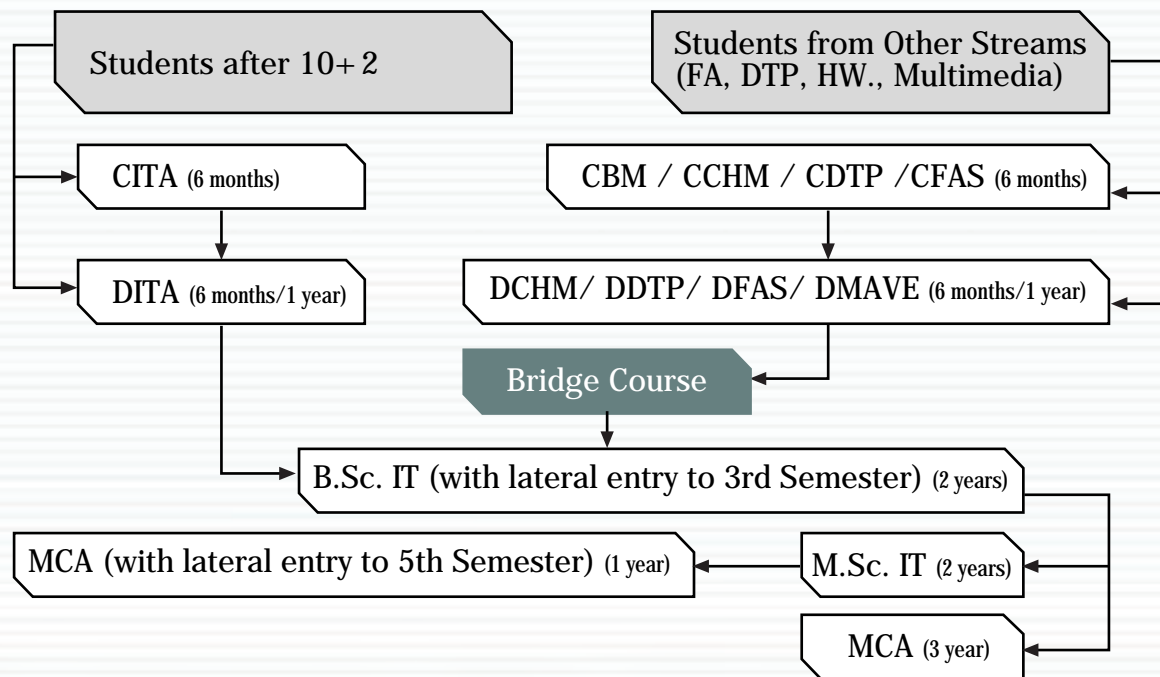 Students after 10+2
Students from Other Streams
(FA, DTP, HW., Multimedia)
CITA (6 months)
CBM / CCHM / CDTP /CFAS (6 months)
DITA (6 months/1 year)
DCHM/ DDTP/ DFAS/ DMAVE (6 months/1 year)
Bridge Course
B.Sc. IT (with lateral entry to 3rd Semester) (2 years)
MCA (with lateral entry to 5th Semester) (1 year)
M.Sc. IT (2 years)
MCA (3 year)